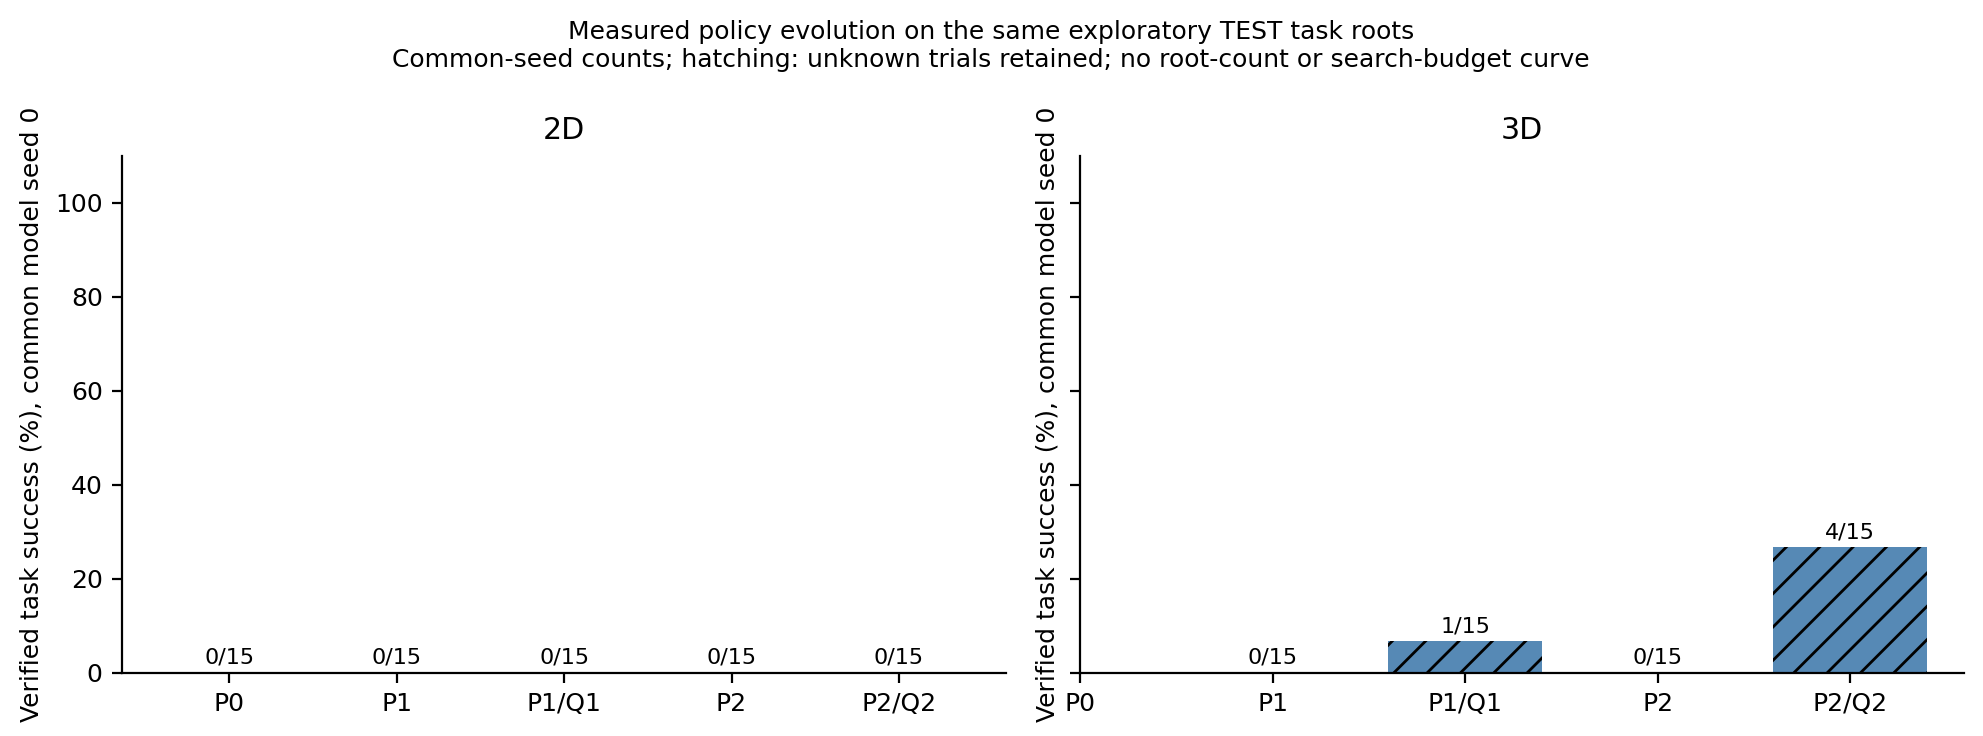 Measured policy evolution on the same exploratory TEST task roots
Common-seed counts; hatching: unknown trials retained; no root-count or search-budget curve
2D
Verified task success (%), common model seed 0
100
80
60
40
20
0
0/15
0/15
0/15
0/15
0/15
P0
P1
P1/Q1
P2
P2/Q2
3D
Verified task success (%), common model seed 0
0/15
1/15
0/15
4/15
P0
P1
P1/Q1
P2
P2/Q2